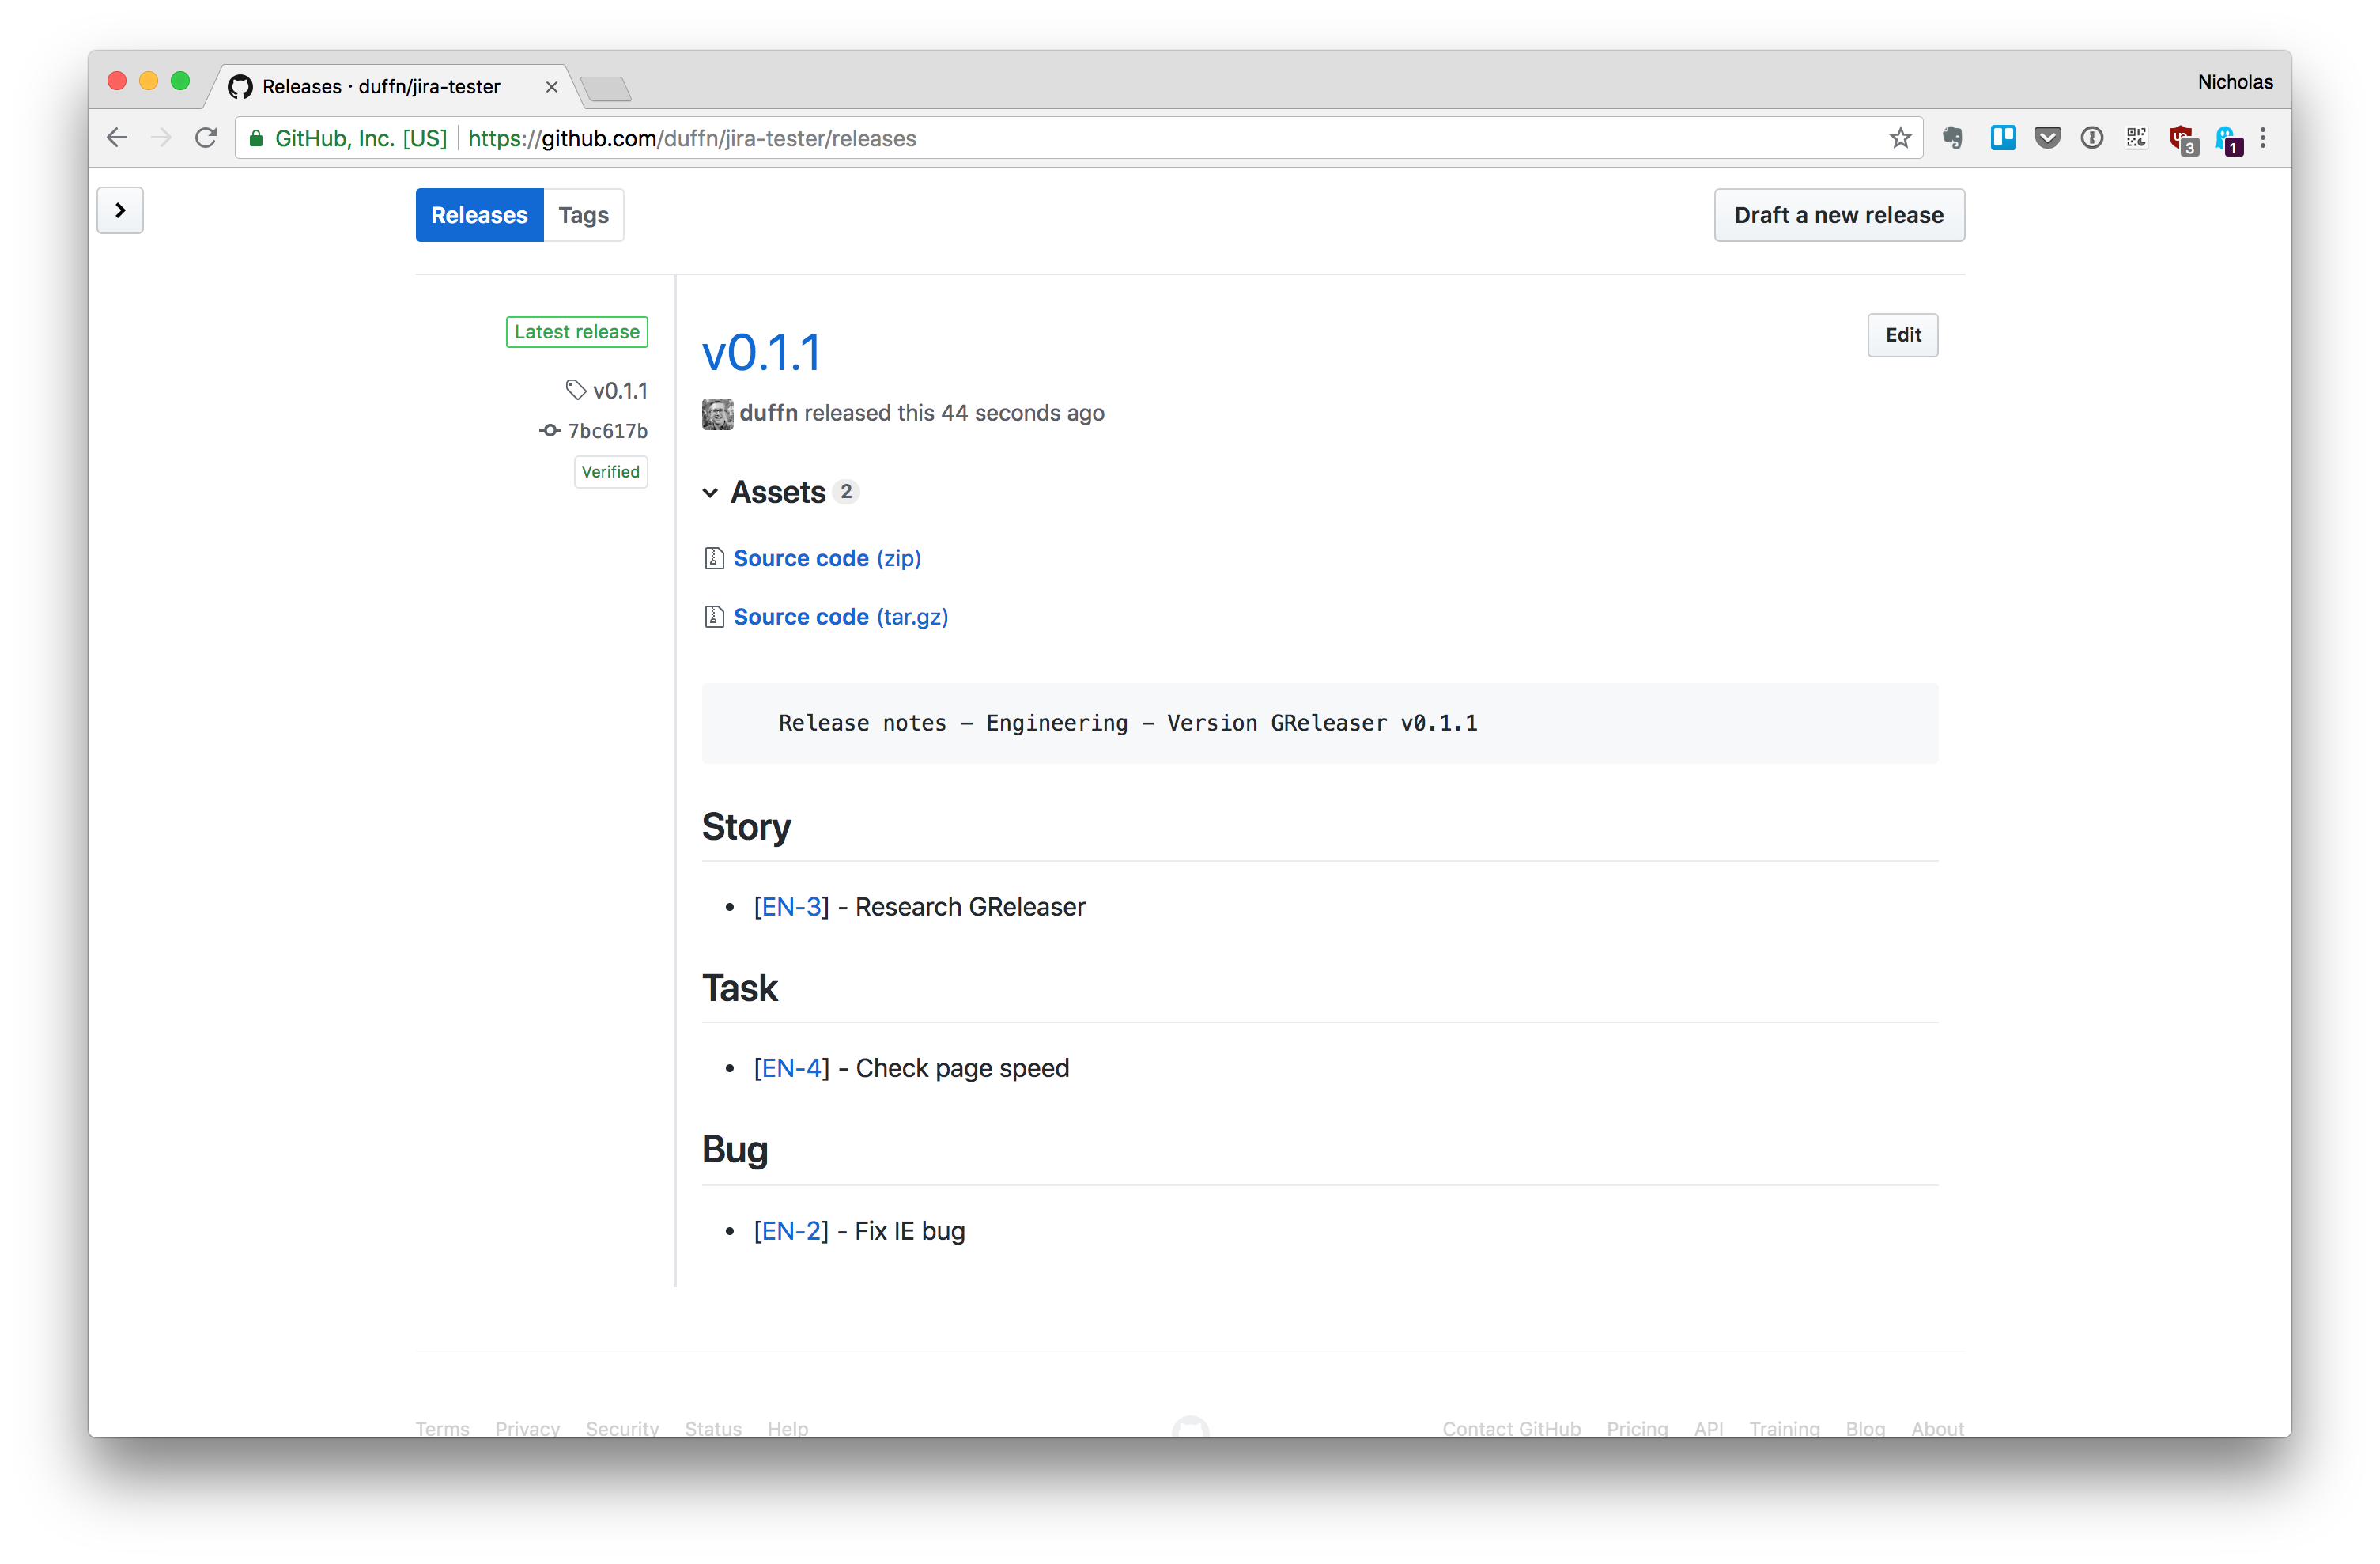 Releases · duffn/jira-tester
Nicholas
GitHub, Inc. [US] https://github.com/duffn/jira-tester/releases
3
1
Releases Tags Draft a new release
Latest release
v0.1.1
7bc617b
Verified
v0.1.1
Edit
duffn released this 44 seconds ago
Assets 2
Source code (zip)
Source code (tar.gz)
Release notes - Engineering - Version GReleaser v0.1.1
Story
• [EN-3] - Research GReleaser
Task
• [EN-4] - Check page speed
Bug
• [EN-2] - Fix IE bug
Terms Privacy Security Status Help Contact GitHub Pricing API Training Blog About